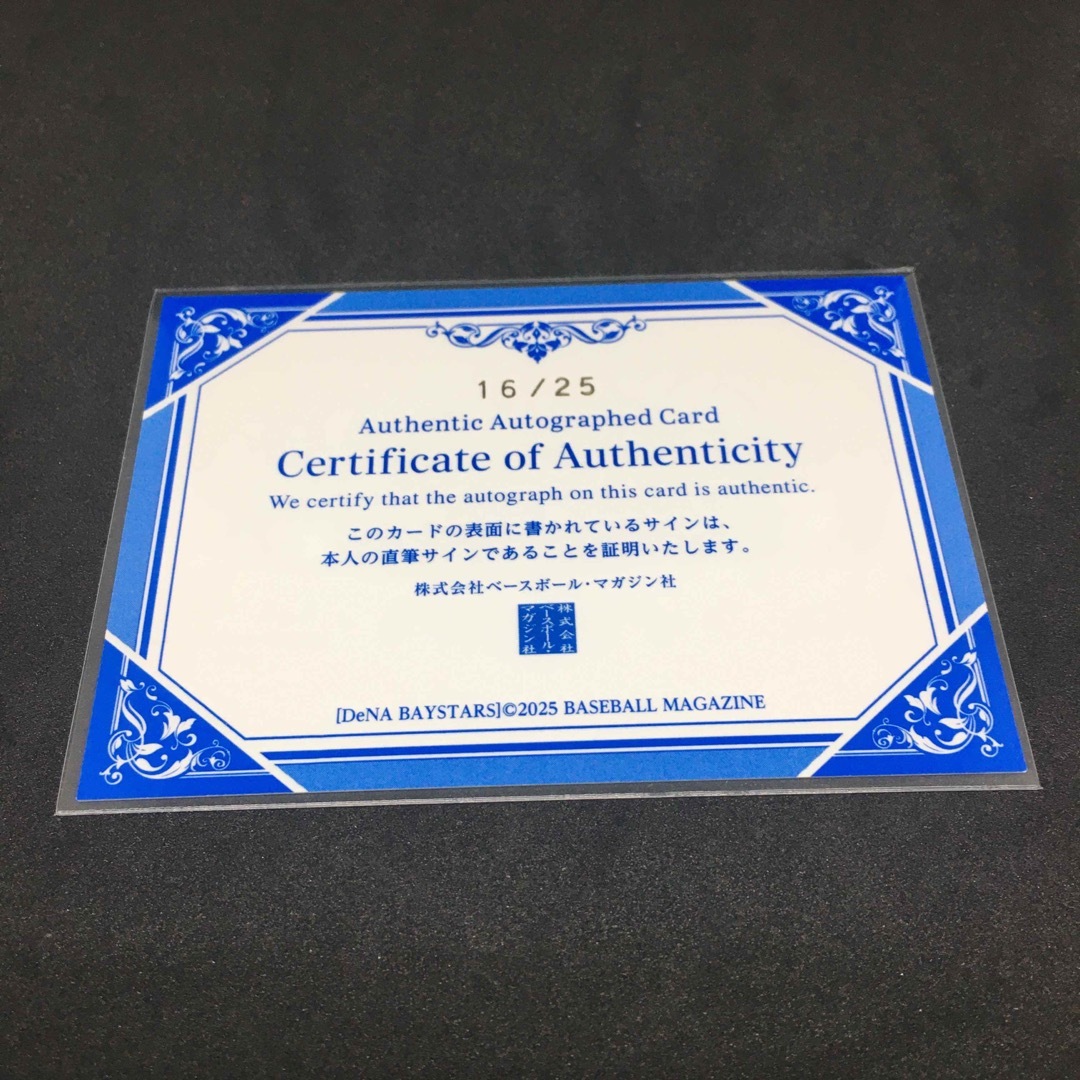 16/25
Authentic Autographed Card
Certificate of Authenticity
We certify that the autograph on this card is authentic.
このカードの表面に書かれているサインは、
本人の直筆サインであることを証明いたします。
株式会社ベースボール・マガジン社
株式会社
ベースボール・
マガジン社
[DeNA BAYSTARS]©2025 BASEBALL MAGAZINE